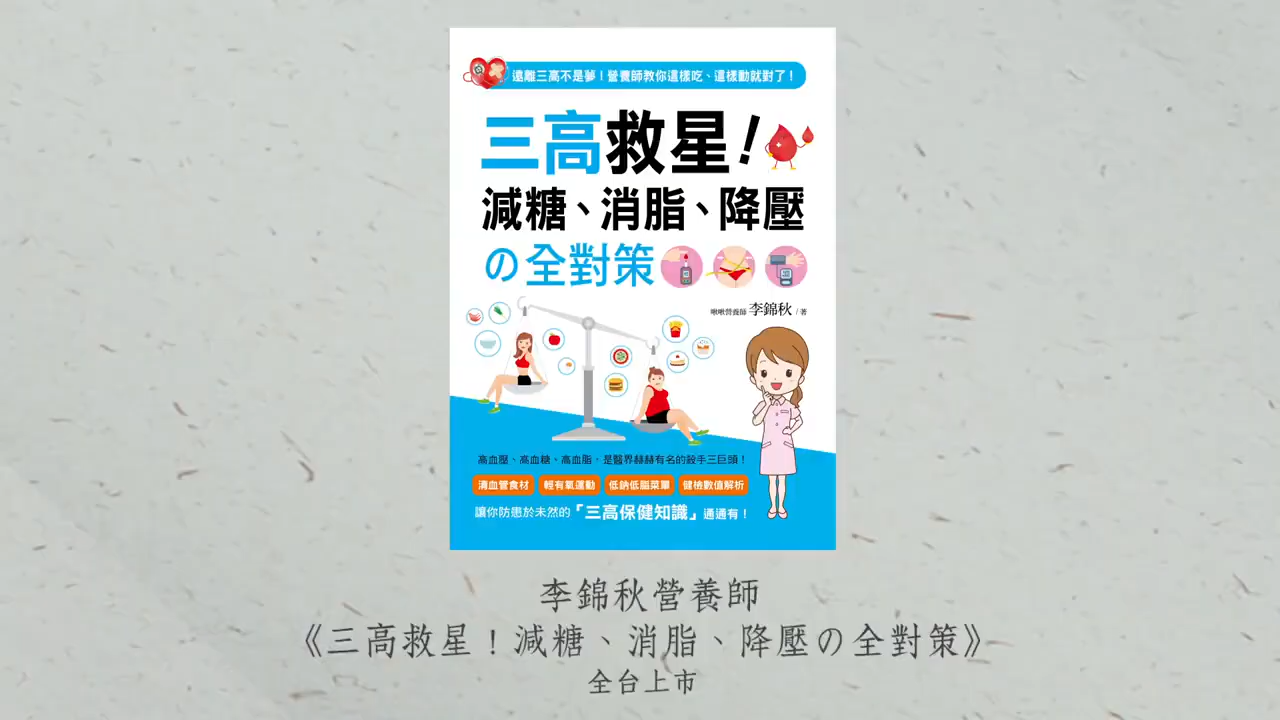 遠離三高不是夢！營養師教你這樣吃、這樣動就對了！
三高救星！
減糖、消脂、降壓
の全對策
啾啾營養師 李錦秋 / 著
高血壓、高血糖、高血脂，是醫界赫赫有名的殺手三巨頭！
清血管食材 輕有氧運動 低鈉低脂菜單 健檢數值解析
讓你防患於未然的「三高保健知識」通通有！
李錦秋營養師
《三高救星！減糖、消脂、降壓の全對策》
全台上市